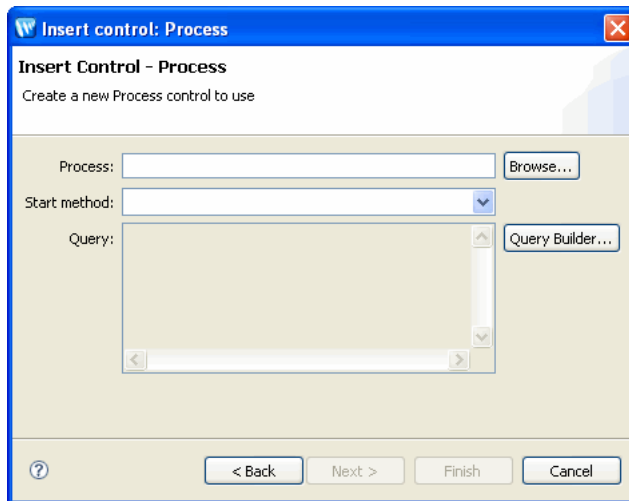 Insert control: Process
Insert Control - Process
Create a new Process control to use
Process: Browse...
Start method:
Query: Query Builder...
? < Back Next > Finish Cancel